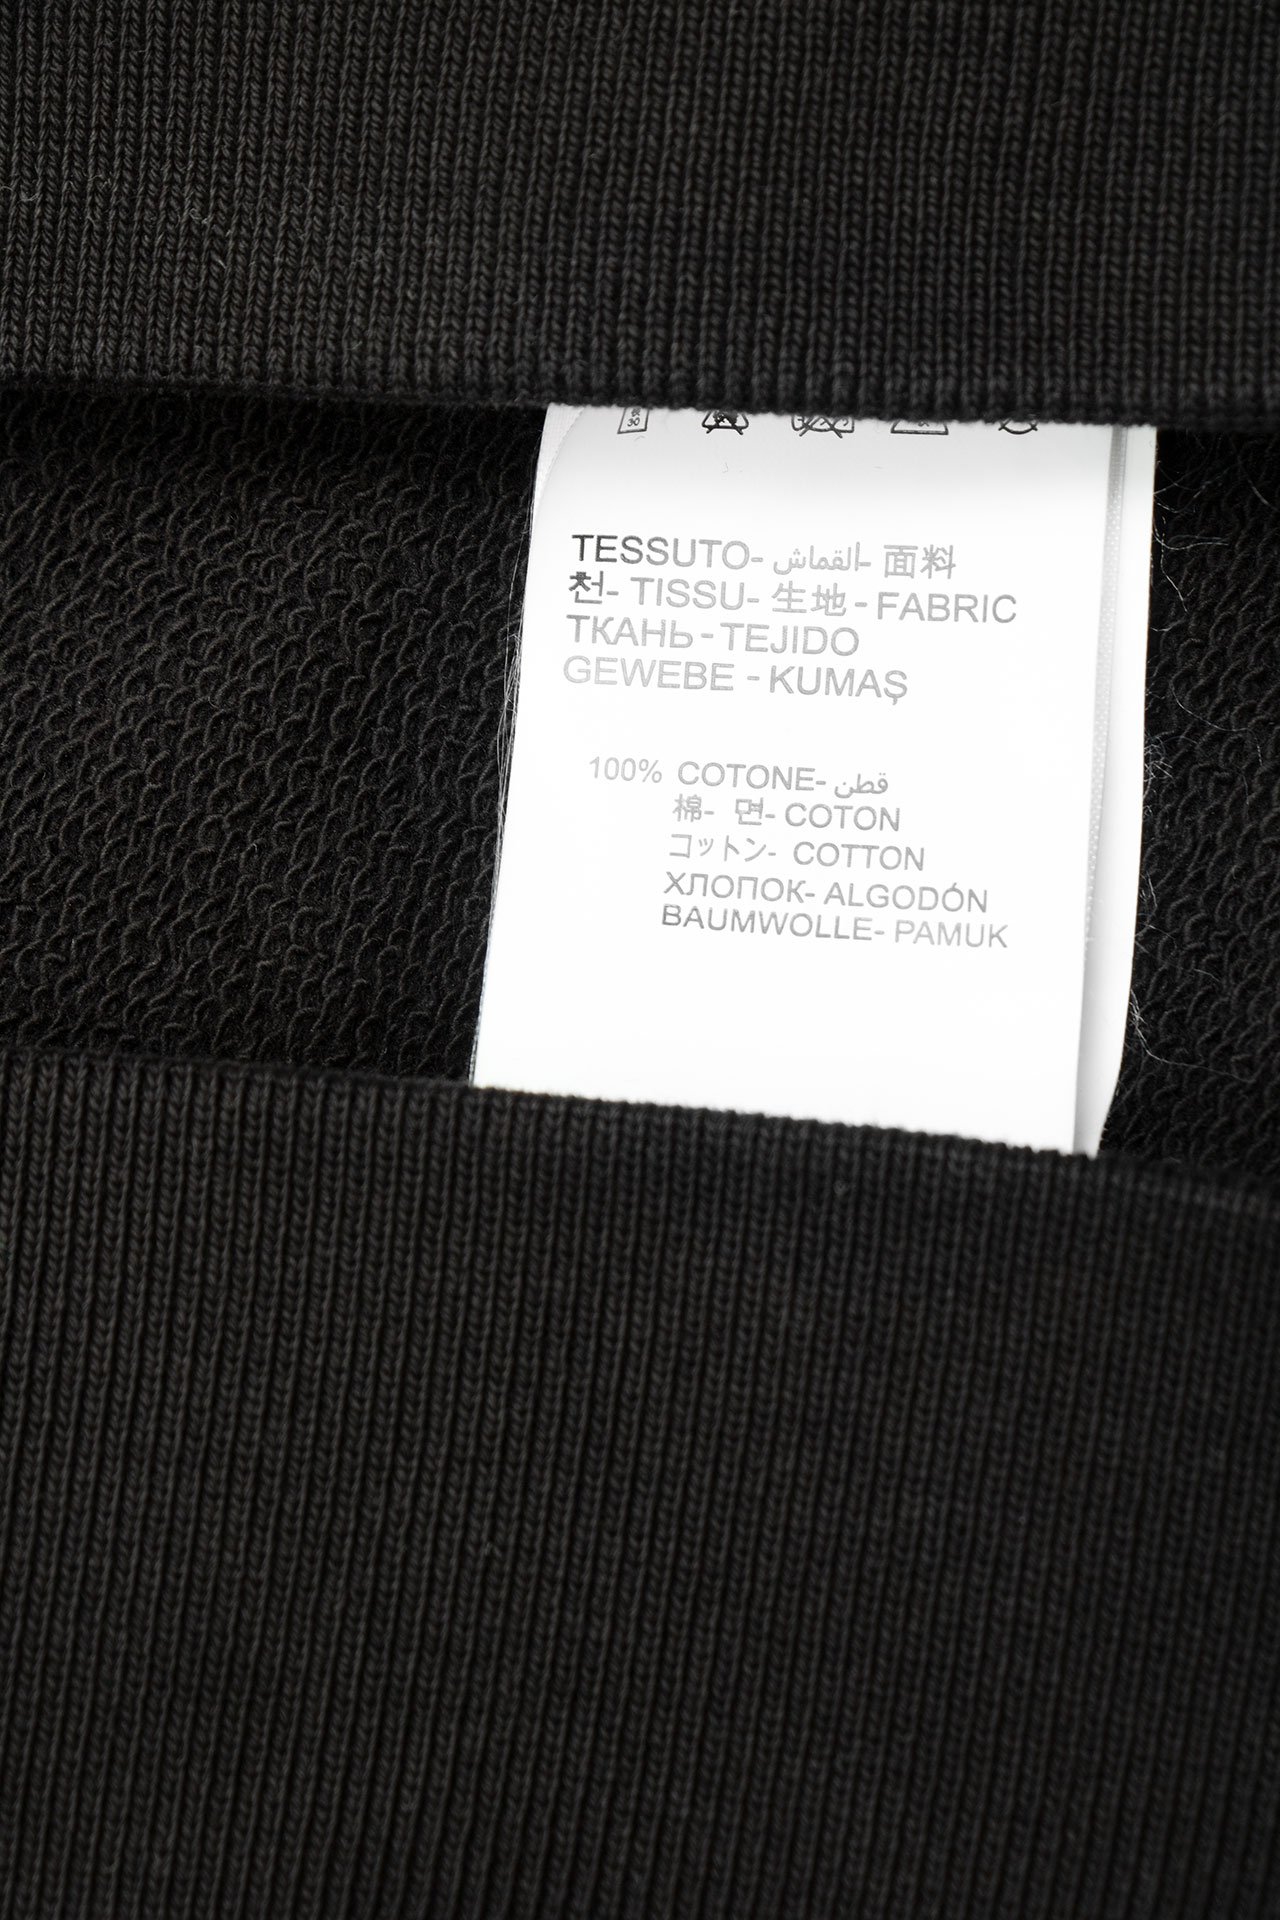 30
TESSUTO- القماش- 面料
천- TISSU- 生地 - FABRIC
ТКАНЬ - TEJIDO
GEWEBE - KUMAŞ
100% COTONE- قطن
棉- 면- COTON
コットン- COTTON
ХЛОПОК- ALGODÓN
BAUMWOLLE- PAMUK